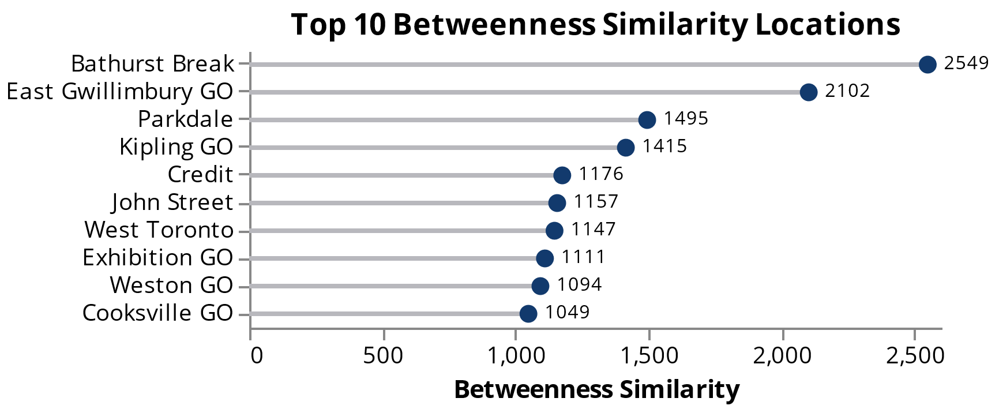 Top 10 Betweenness Similarity Locations
Bathurst Break 2549
East Gwillimbury GO 2102
Parkdale 1495
Kipling GO 1415
Credit 1176
John Street 1157
West Toronto 1147
Exhibition GO 1111
Weston GO 1094
Cooksville GO 1049
0 500 1,000 1,500 2,000 2,500
Betweenness Similarity